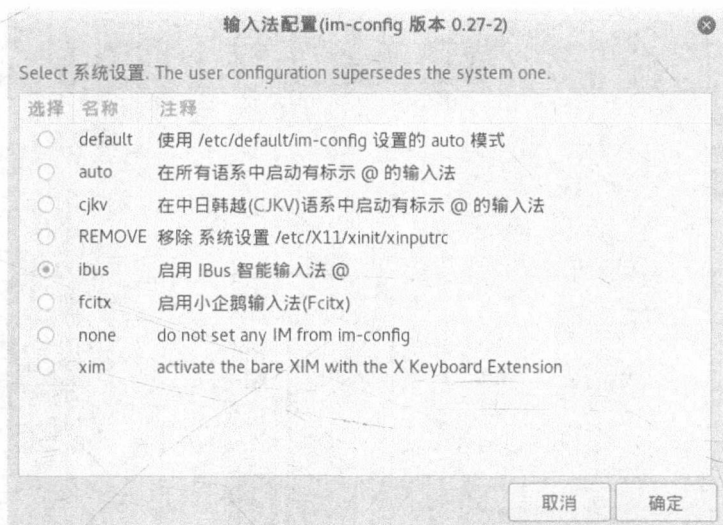 输入法配置(im-config 版本 0.27-2)
Select 系统设置. The user configuration supersedes the system one.
选择 名称 注释
default 使用 /etc/default/im-config 设置的 auto 模式
auto 在所有语系中启动有标示 @ 的输入法
cjkv 在中日韩越(CJKV)语系中启动有标示 @ 的输入法
REMOVE 移除 系统设置 /etc/X11/xinit/xinputrc
ibus 启用 IBus 智能输入法 @
fcitx 启用小企鹅输入法(Fcitx)
none do not set any IM from im-config
xim activate the bare XIM with the X Keyboard Extension
取消 确定